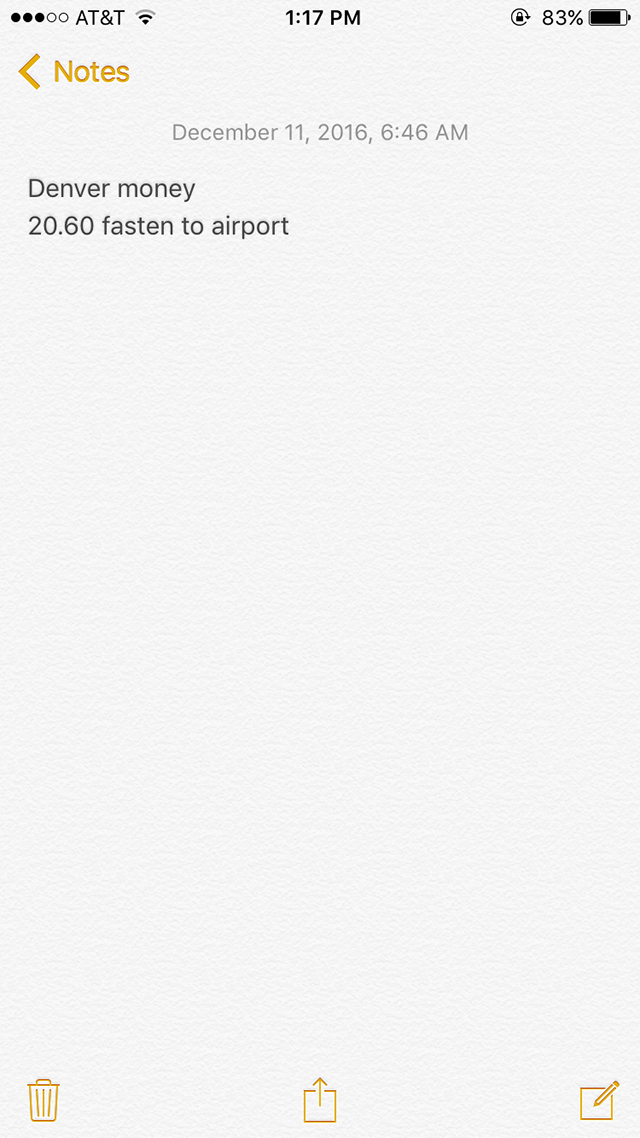 AT&T 1:17 PM 83%
Notes
December 11, 2016, 6:46 AM
Denver money
20.60 fasten to airport